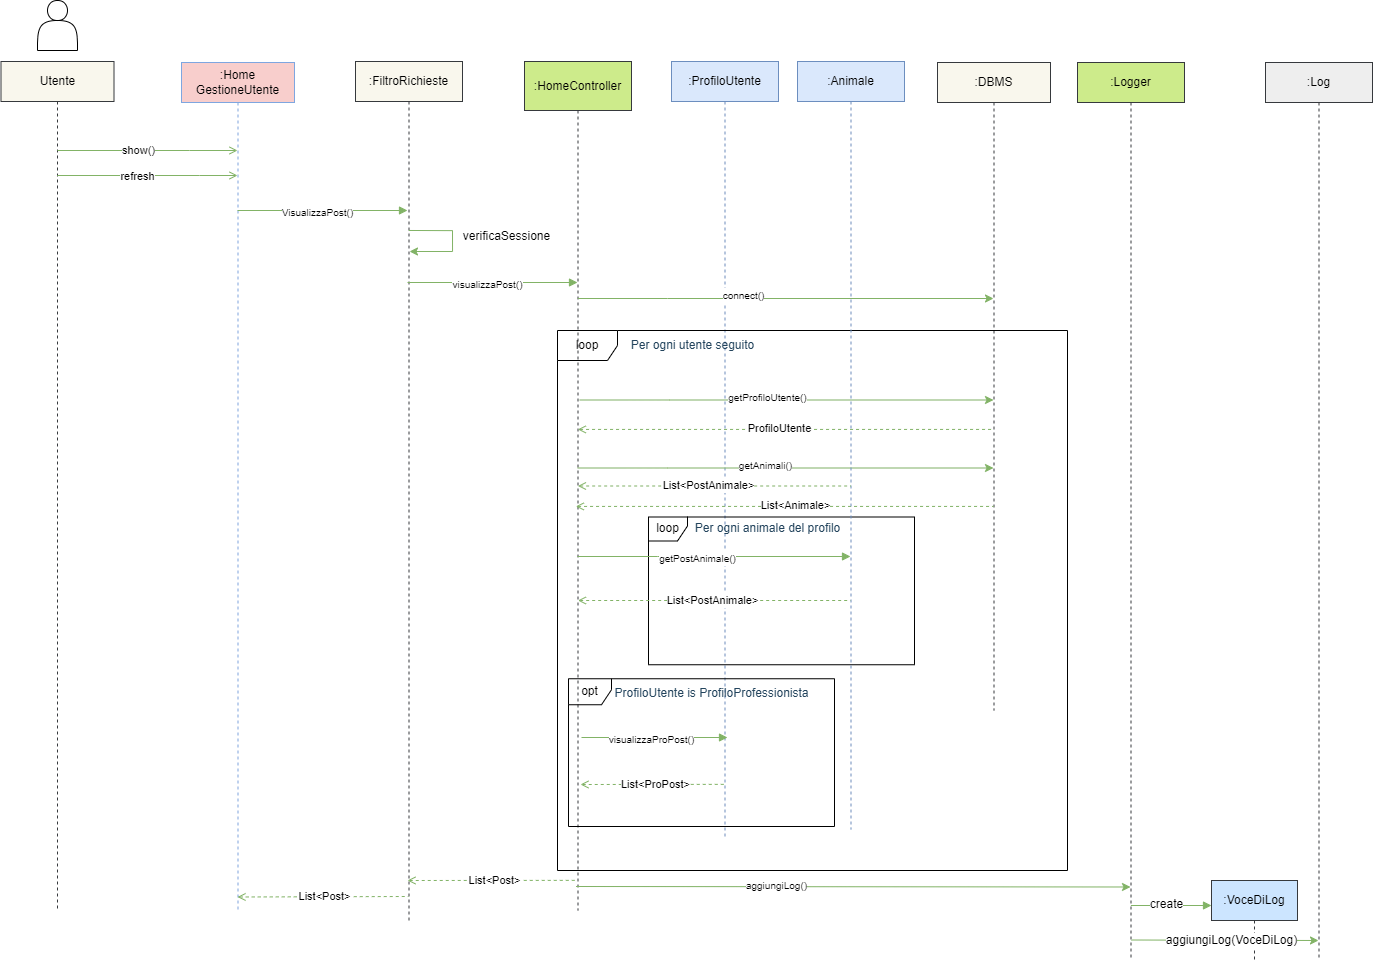 Utente
:Home
GestioneUtente
:FiltroRichieste
:HomeController
:ProfiloUtente
:Animale
:DBMS
:Logger
:Log
show()
refresh
VisualizzaPost()
verificaSessione
visualizzaPost()
connect()
loop
Per ogni utente seguito
getProfiloUtente()
ProfiloUtente
getAnimali()
List<PostAnimale>
List<Animale>
loop
Per ogni animale del profilo
getPostAnimale()
List<PostAnimale>
opt
ProfiloUtente is ProfiloProfessionista
visualizzaProPost()
List<ProPost>
List<Post>
aggiungiLog()
List<Post>
create
:VoceDiLog
aggiungiLog(VoceDiLog)